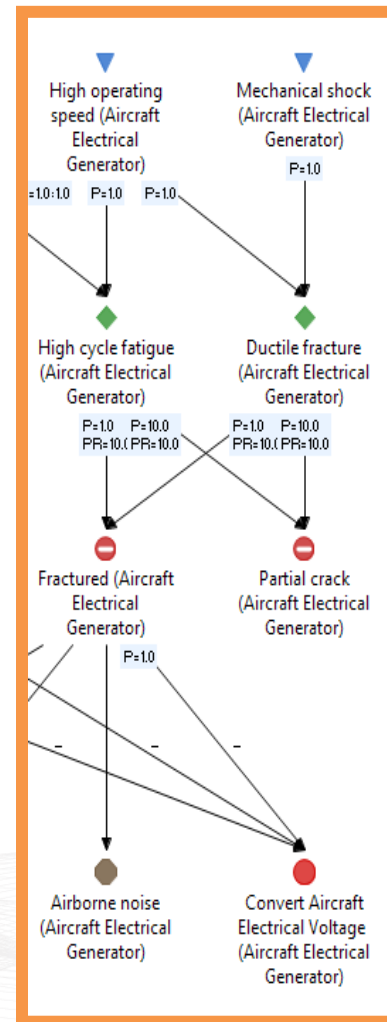 High operating
speed (Aircraft
Electrical
Generator)
Mechanical shock
(Aircraft Electrical
Generator)
P=1.0
=1.0:1.0 P=1.0 P=1.0
High cycle fatigue
(Aircraft Electrical
Generator)
Ductile fracture
(Aircraft Electrical
Generator)
P=1.0 P=10.0
PR=10.( PR=10.0
P=1.0 P=10.0
PR=10.( PR=10.0
Fractured (Aircraft
Electrical
Generator)
Partial crack
(Aircraft Electrical
Generator)
P=1.0
– – –
Airborne noise
(Aircraft Electrical
Generator)
Convert Aircraft
Electrical Voltage
(Aircraft Electrical
Generator)